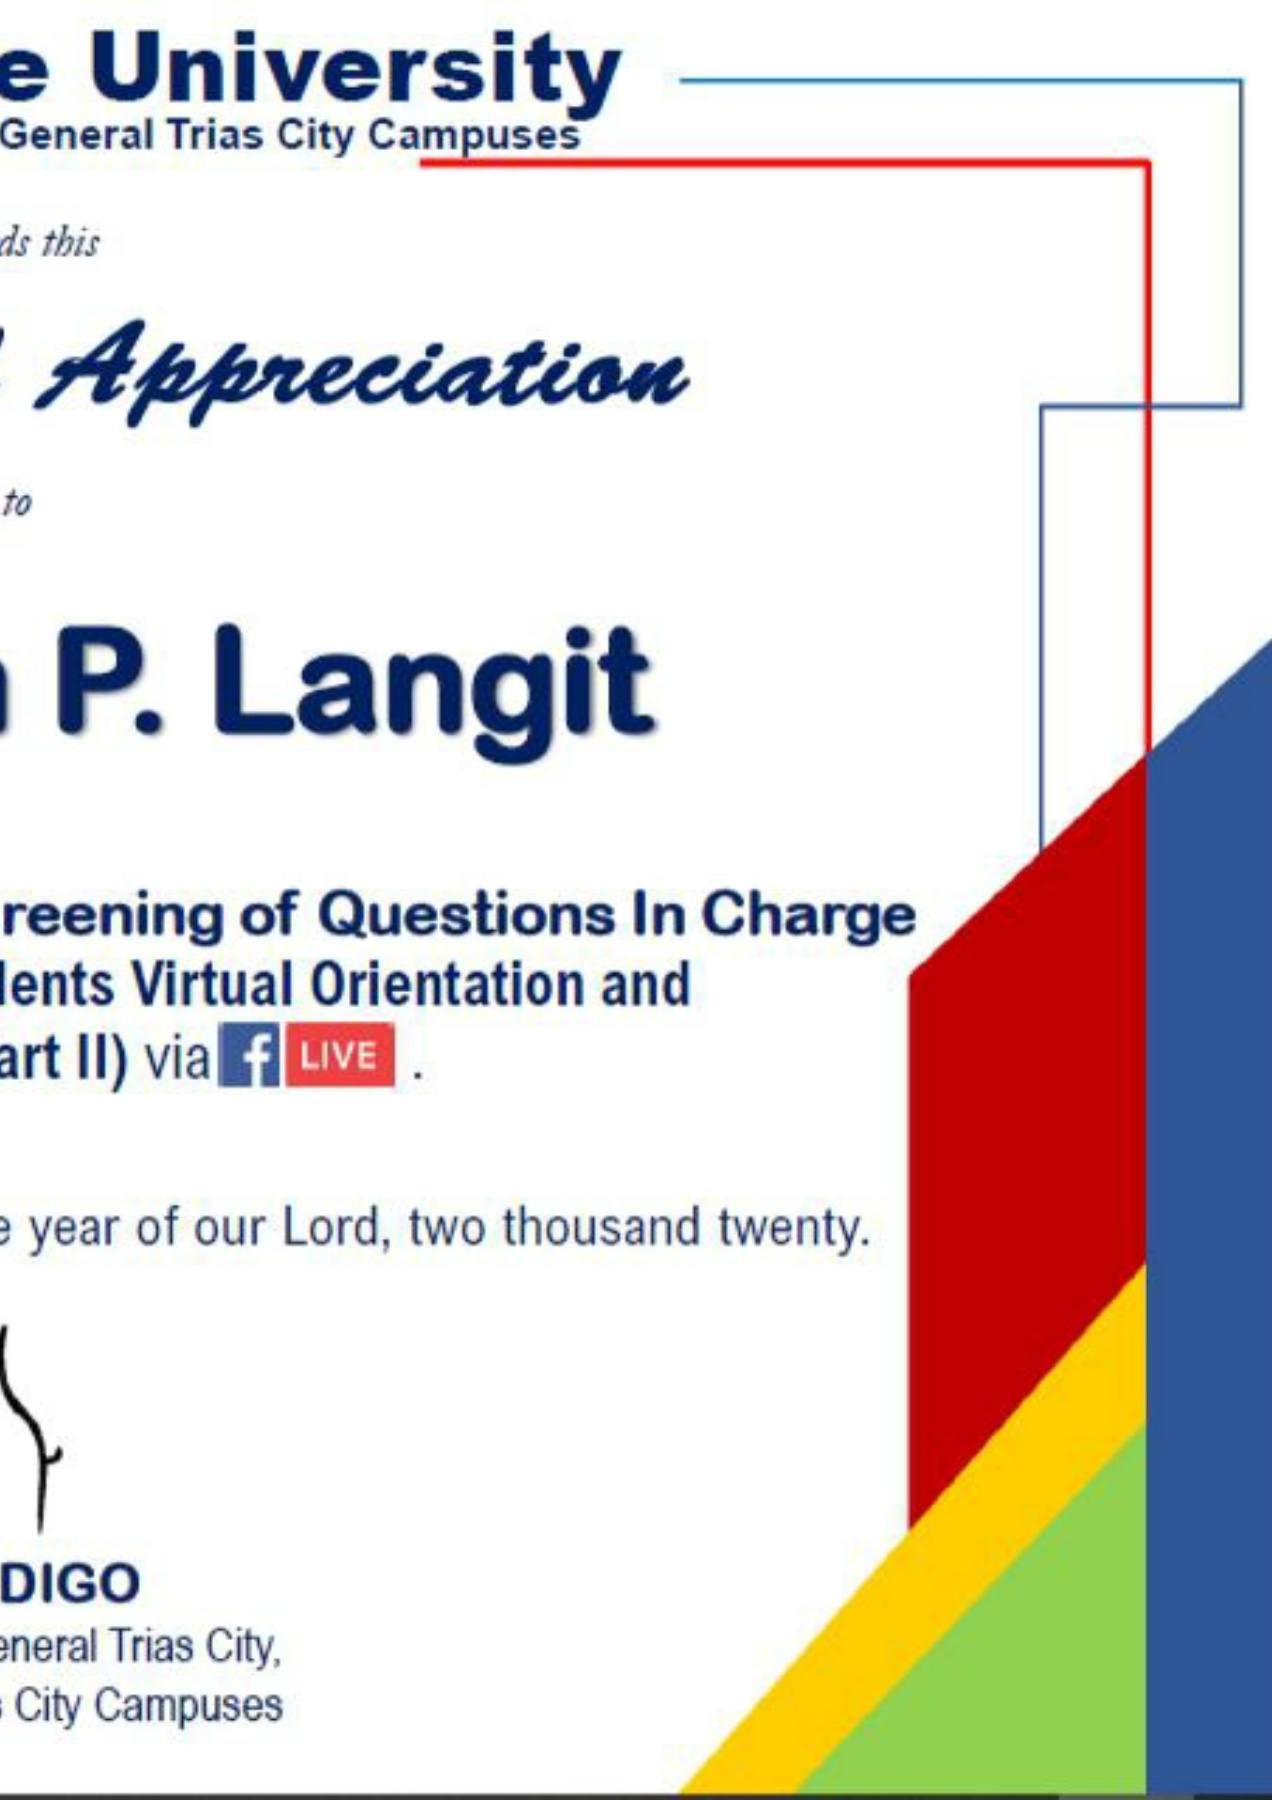 e University
General Trias City Campuses
ds this
Appreciation
to
P. Langit
reening of Questions In Charge
dents Virtual Orientation and
art II) via f LIVE .
e year of our Lord, two thousand twenty.
DIGO
eneral Trias City,
s City Campuses